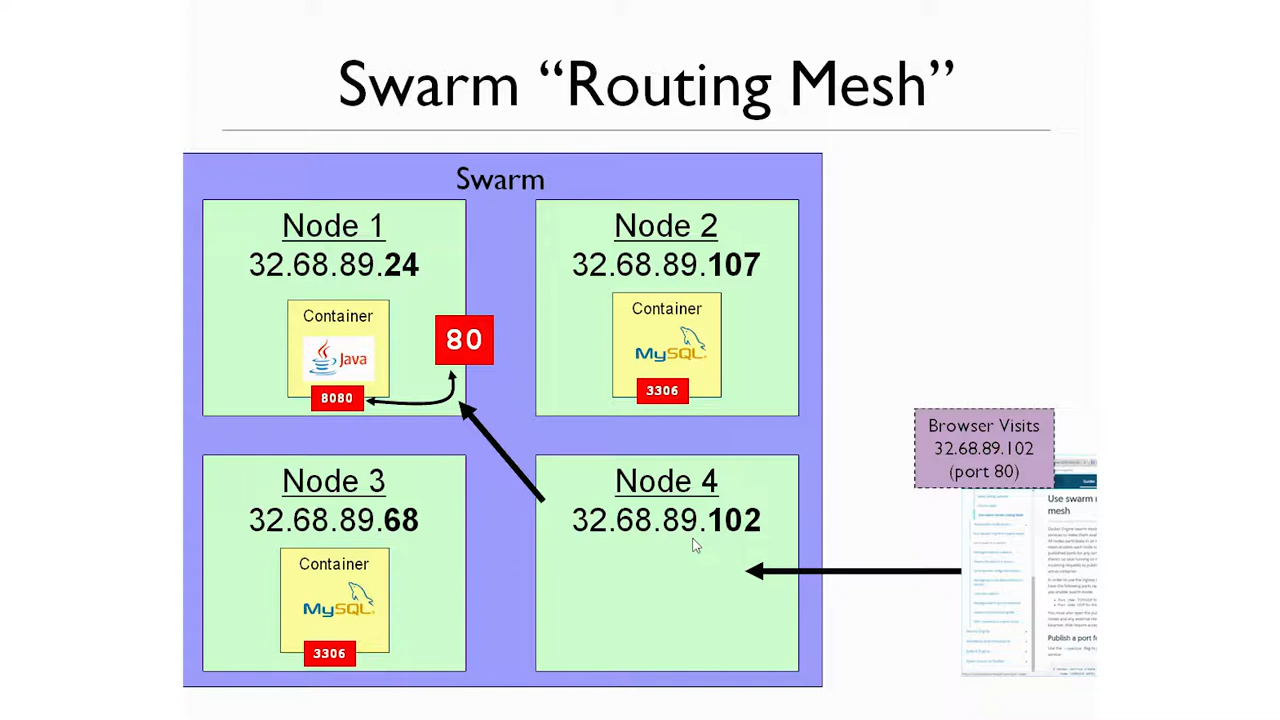 Swarm “Routing Mesh”
Swarm
Node 1
32.68.89.24
Container
Java
8080
80
Node 2
32.68.89.107
Container
MySQL
3306
Node 3
32.68.89.68
Container
MySQL
3306
Node 4
32.68.89.102
Browser Visits
32.68.89.102
(port 80)
Use swarm
mesh
Publish a port f